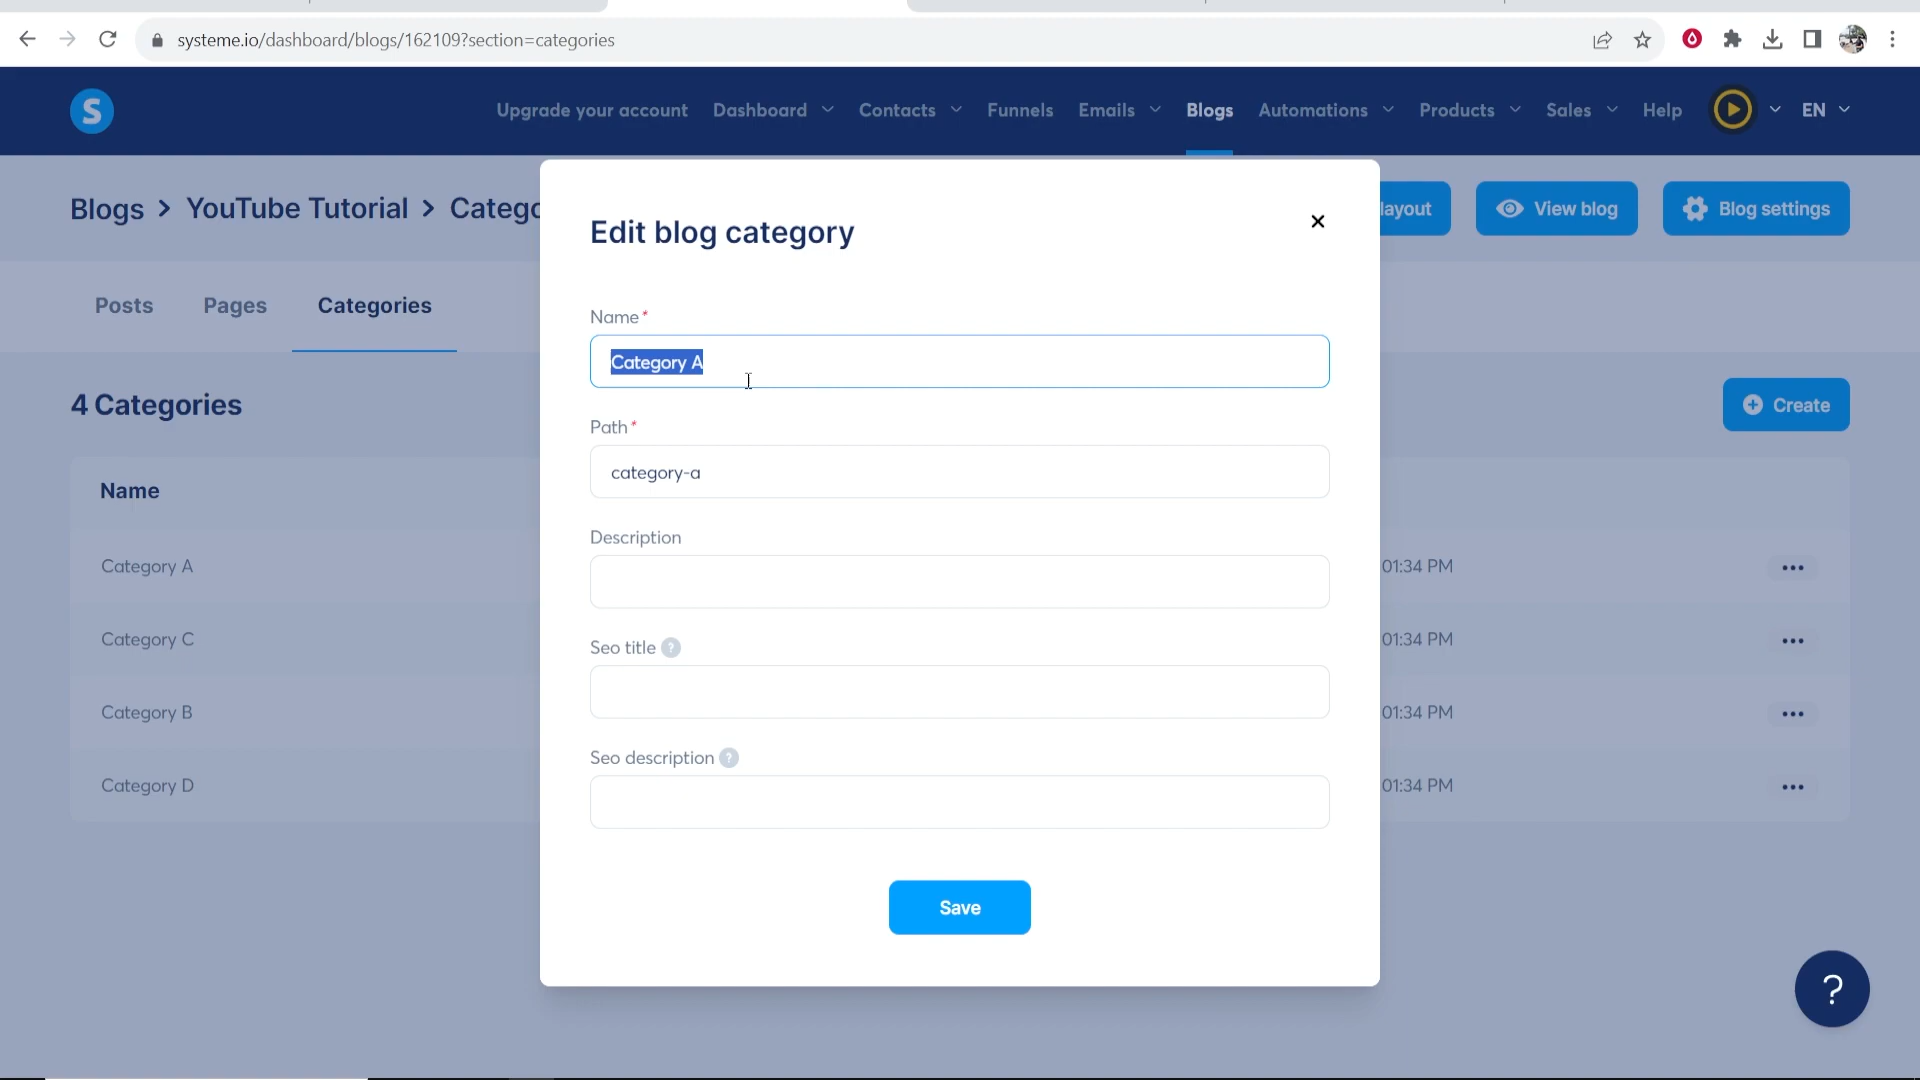 systeme.io/dashboard/blogs/162109?section=categories
S
Upgrade your account Dashboard Contacts Funnels Emails Blogs Automations Products Sales Help EN
Blogs > YouTube Tutorial > Catego
layout
View blog
Blog settings
Edit blog category
Posts Pages Categories
Name*
Category A
4 Categories
Create
Path*
category-a
Name
Description
Category A 01:34 PM
Seo title ?
Category C 01:34 PM
Category B 01:34 PM
Seo description ?
Category D 01:34 PM
Save
?